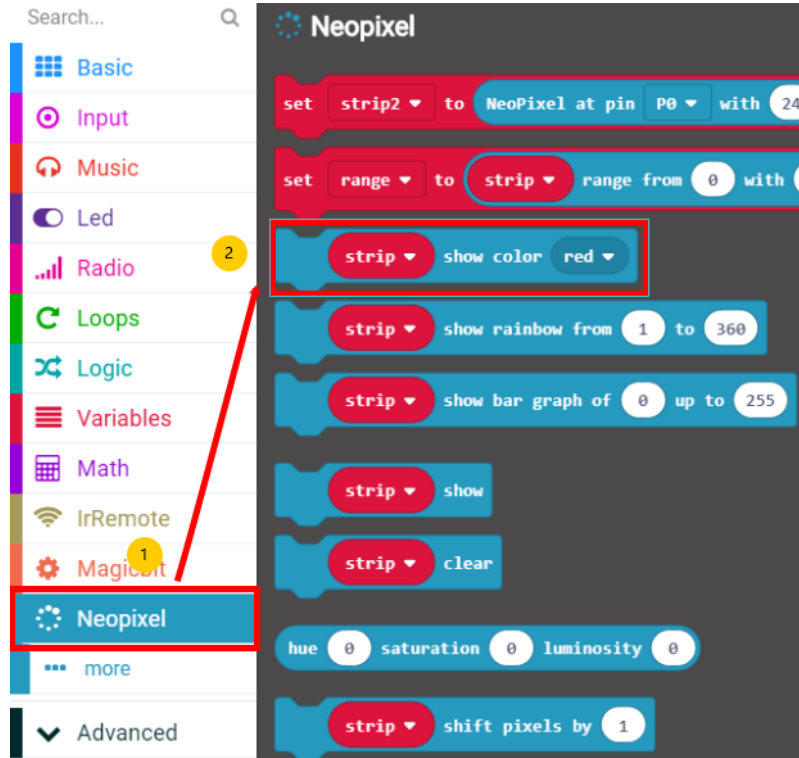 Search...
Basic
Input
Music
Led
Radio
Loops
Logic
Variables
Math
IrRemote
Magicbit
Neopixel
more
Advanced
1
2
Neopixel
set strip2 to NeoPixel at pin P0 with 24
set range to strip range from 0 with
strip show color red
strip show rainbow from 1 to 360
strip show bar graph of 0 up to 255
strip show
strip clear
hue 0 saturation 0 luminosity 0
strip shift pixels by 1